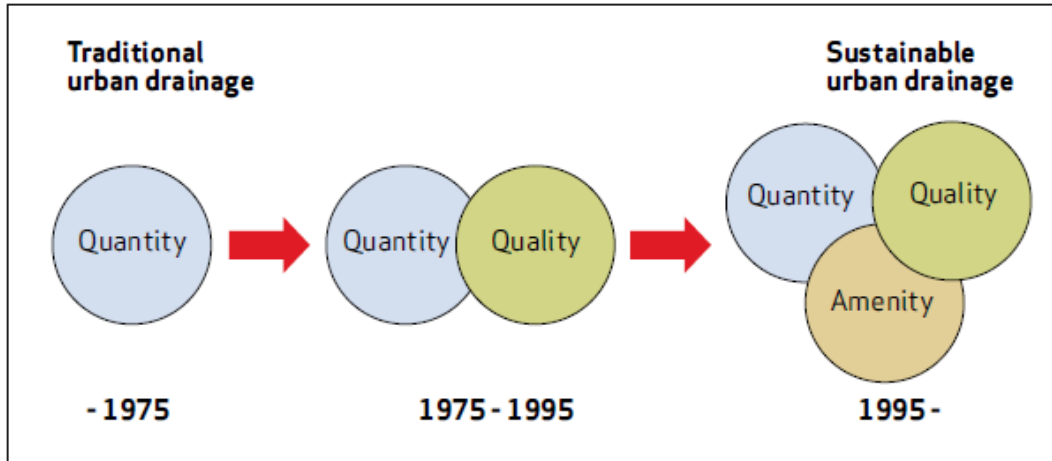 Traditional
urban drainage
Sustainable
urban drainage
Quantity
Quantity
Quality
Quantity
Quality
Amenity
- 1975
1975 - 1995
1995 -